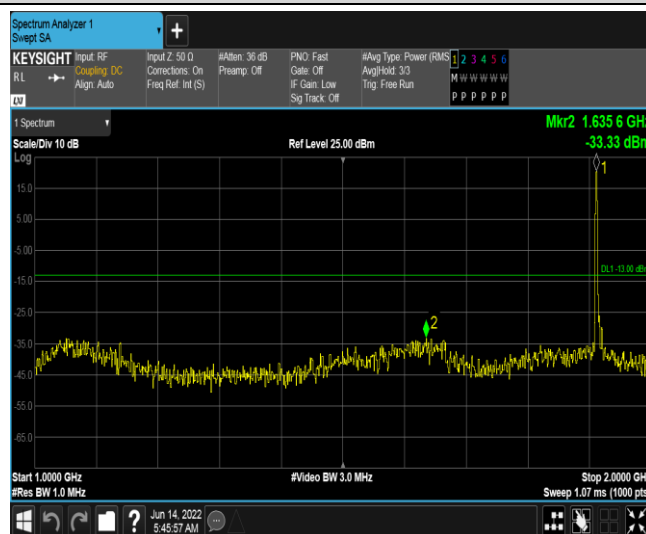 Spectrum Analyzer 1
Swept SA
+
KEYSIGHT
RL
LXI
Input: RF
Coupling: DC
Align: Auto
Input Z: 50 Ω
Corrections: On
Freq Ref: Int (S)
#Atten: 36 dB
Preamp: Off
PNO: Fast
Gate: Off
IF Gain: Low
Sig Track: Off
#Avg Type: Power (RMS
Avg|Hold: 3/3
Trig: Free Run
1 2 3 4 5 6
M W W W W W
P P P P P P
1 Spectrum
Mkr2 1.635 6 GHz
Scale/Div 10 dB
Ref Level 25.00 dBm
-33.33 dBm
Log
1
15.0
5.00
-5.00
DL1 -13.00 dBm
-15.0
-25.0
2
-35.0
-45.0
-55.0
-65.0
Start 1.0000 GHz
#Video BW 3.0 MHz
Stop 2.0000 GHz
#Res BW 1.0 MHz
Sweep 1.07 ms (1000 pts)
?
Jun 14, 2022
5:45:57 AM